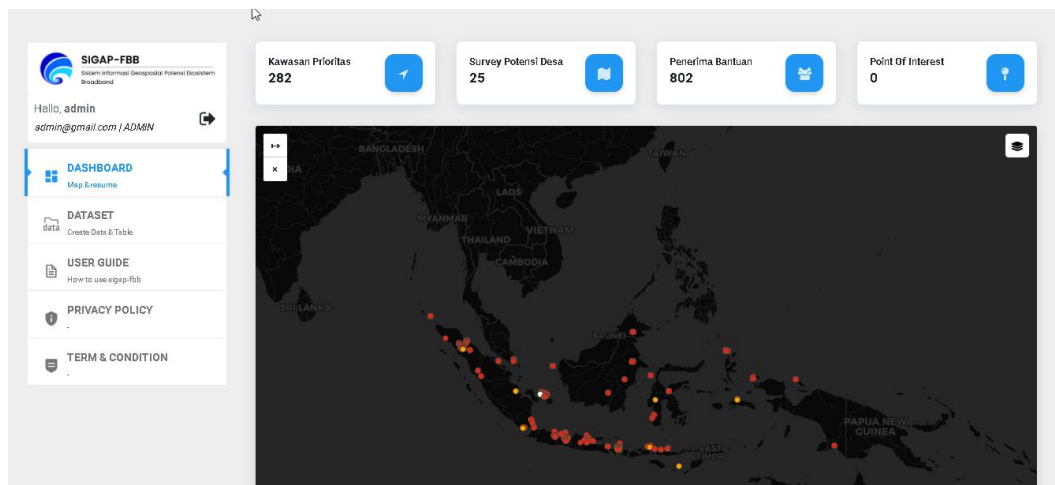 SIGAP-FBB
Sistem Informasi Geospasial Potensi Ekosistem
Broadband
Hallo, admin
admin@gmail.com | ADMIN
DASHBOARD
Map & resume
DATASET
data
Create Data & Table
USER GUIDE
How to use sigap-fbb
PRIVACY POLICY
-
TERM & CONDITION
-
Kawasan Prioritas
282
Survey Potensi Desa
25
Penerima Bantuan
802
Point Of Interest
0
BANGLADESH
TAIWAN
DIA
LAOS
MYANMAR
VIETNAM
THAILAND
CAMBODIA
SRI LANKA
BRUNEI
PAPUA NEW
GUINEA
EAST
TIMOR